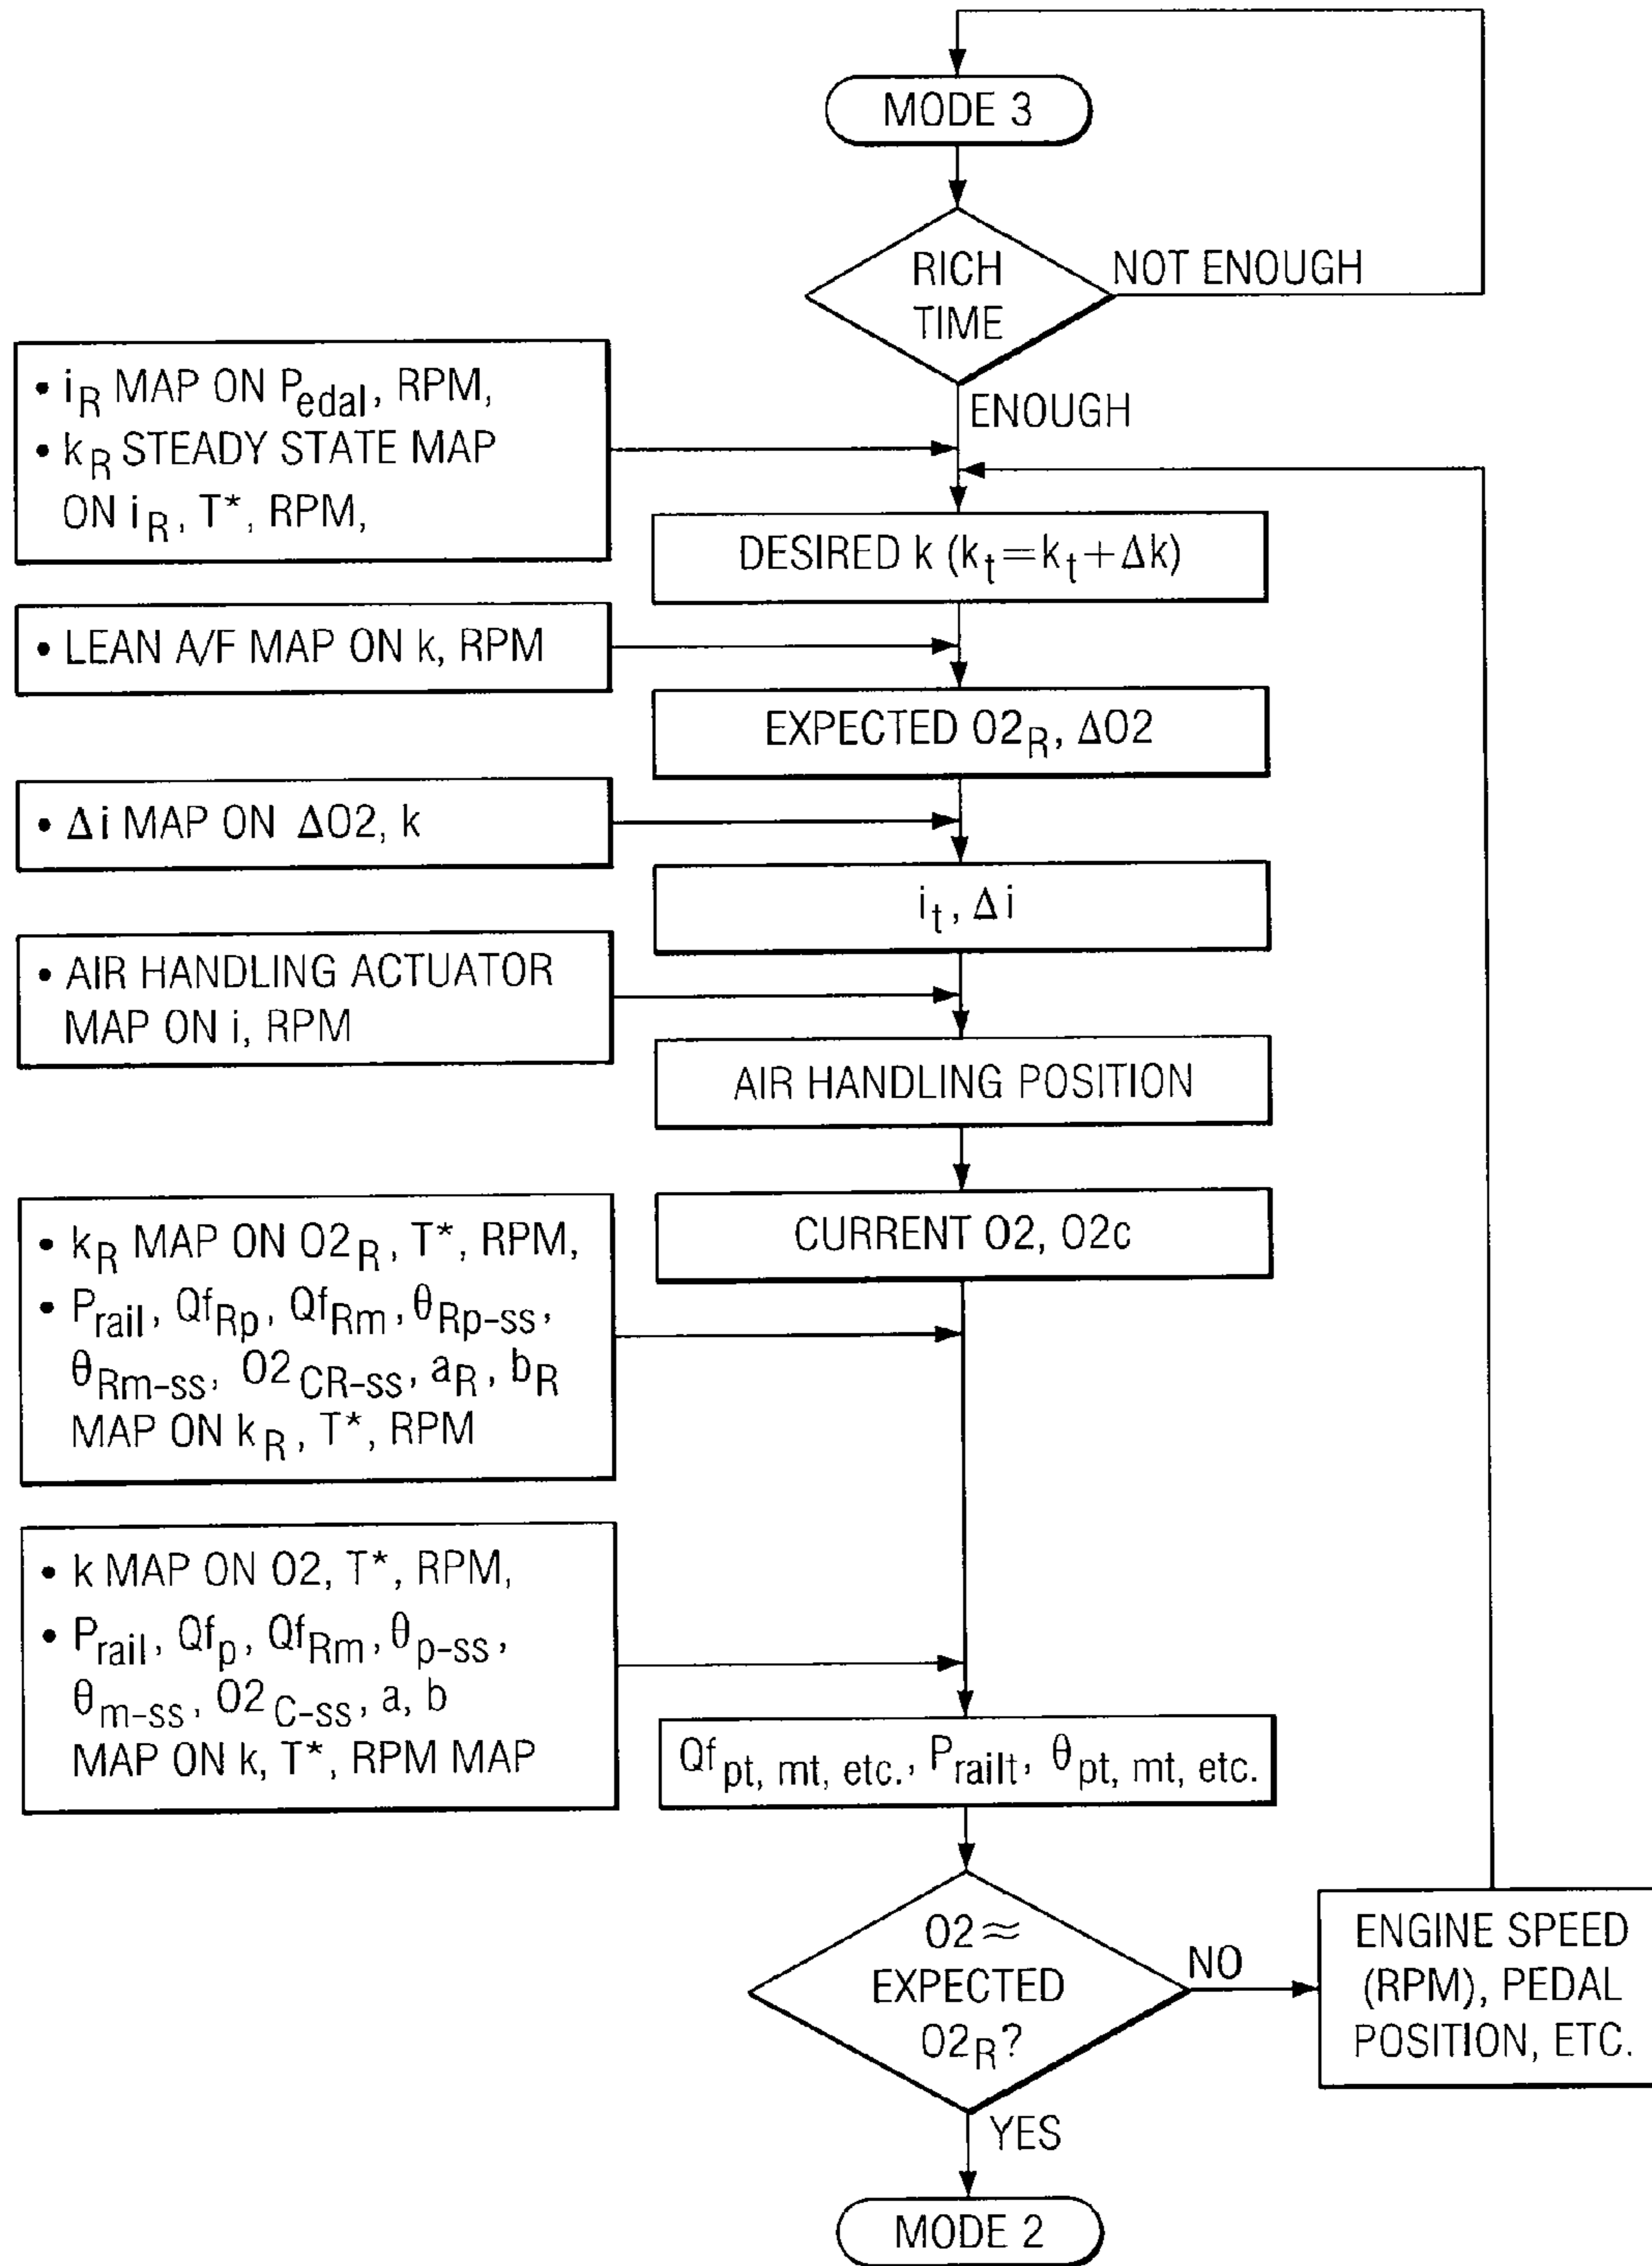 MODE 3
RICH
TIME
NOT ENOUGH
ENOUGH
• i_R MAP ON P_edal, RPM,
• k_R STEADY STATE MAP
ON i_R, T*, RPM,
DESIRED k (k_t=k_t+Δk)
• LEAN A/F MAP ON k, RPM
EXPECTED O2_R, ΔO2
• Δi MAP ON ΔO2, k
i_t, Δi
• AIR HANDLING ACTUATOR
MAP ON i, RPM
AIR HANDLING POSITION
CURRENT O2, O2c
• k_R MAP ON O2_R, T*, RPM,
• P_rail, Qf_Rp, Qf_Rm, θ_Rp-ss,
θ_Rm-ss, O2_CR-ss, a_R, b_R
MAP ON k_R, T*, RPM
• k MAP ON O2, T*, RPM,
• P_rail, Qf_p, Qf_Rm, θ_p-ss,
θ_m-ss, O2_C-ss, a, b
MAP ON k, T*, RPM MAP
Qf_pt, mt, etc., P_railt, θ_pt, mt, etc.
O2≈
EXPECTED
O2_R?
NO
ENGINE SPEED
(RPM), PEDAL
POSITION, ETC.
YES
MODE 2